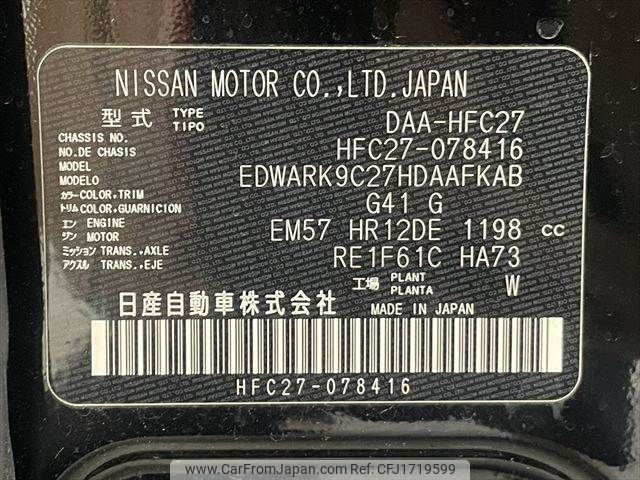 NISSAN MOTOR CO.,LTD.JAPAN
型式 TYPE TIPO DAA-HFC27
CHASSIS NO. NO.DE CHASIS HFC27-078416
MODEL MODELO EDWARK9C27HDAAFKAB
カラー COLOR,TRIM トリム COLOR,GUARNICION G41 G
エン ジン ENGINE MOTOR EM57 HR12DE 1198 cc
ミッション TRANS.,AXLE アクスル TRANS.,EJE RE1F61C HA73
工場 PLANT PLANTA W
日産自動車株式会社 MADE IN JAPAN
HFC27-078416
www.CarFromJapan.com | CarFromJapan ID: CFJ1719599